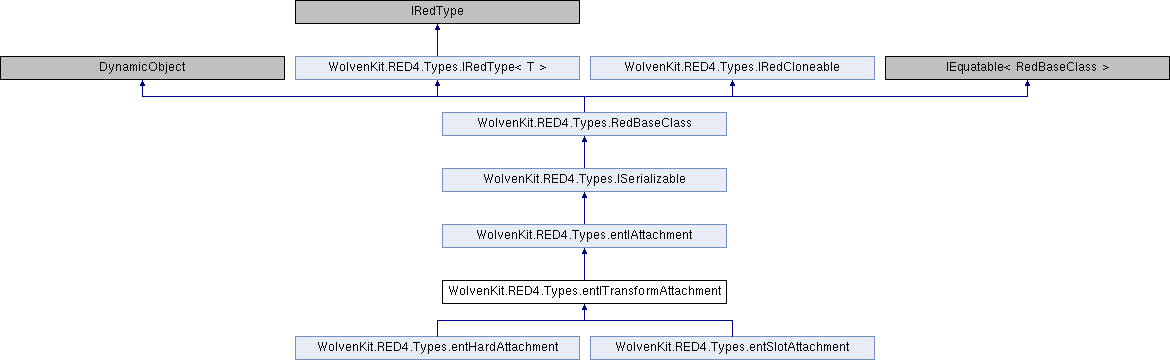 IRedType
DynamicObject
WolvenKit.RED4.Types.IRedType< T >
WolvenKit.RED4.Types.IRedCloneable
IEquatable< RedBaseClass >
WolvenKit.RED4.Types.RedBaseClass
WolvenKit.RED4.Types.ISerializable
WolvenKit.RED4.Types.entIAttachment
WolvenKit.RED4.Types.entITransformAttachment
WolvenKit.RED4.Types.entHardAttachment
WolvenKit.RED4.Types.entSlotAttachment